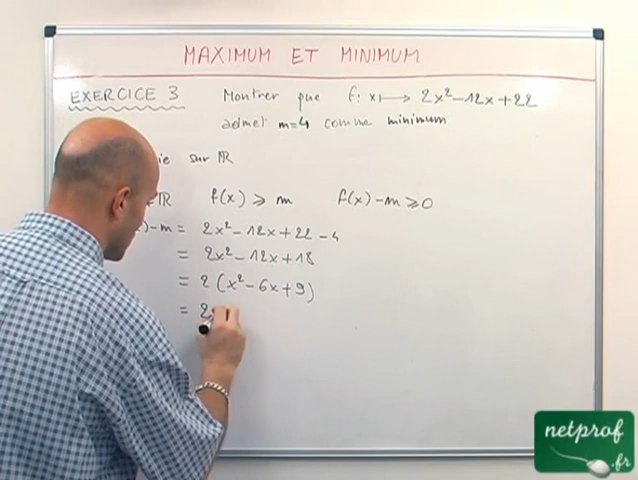 MAXIMUM ET MINIMUM
EXERCICE 3 Montrer que f: x ↦ 2x² - 12x + 22
admet m=4 comme minimum
sur ℝ
ℝ f(x) ⩾ m f(x) - m ⩾ 0
) - m = 2x² - 12x + 22 - 4
= 2x² - 12x + 18
= 2 (x² - 6x + 9)
= 2
netprof
.fr